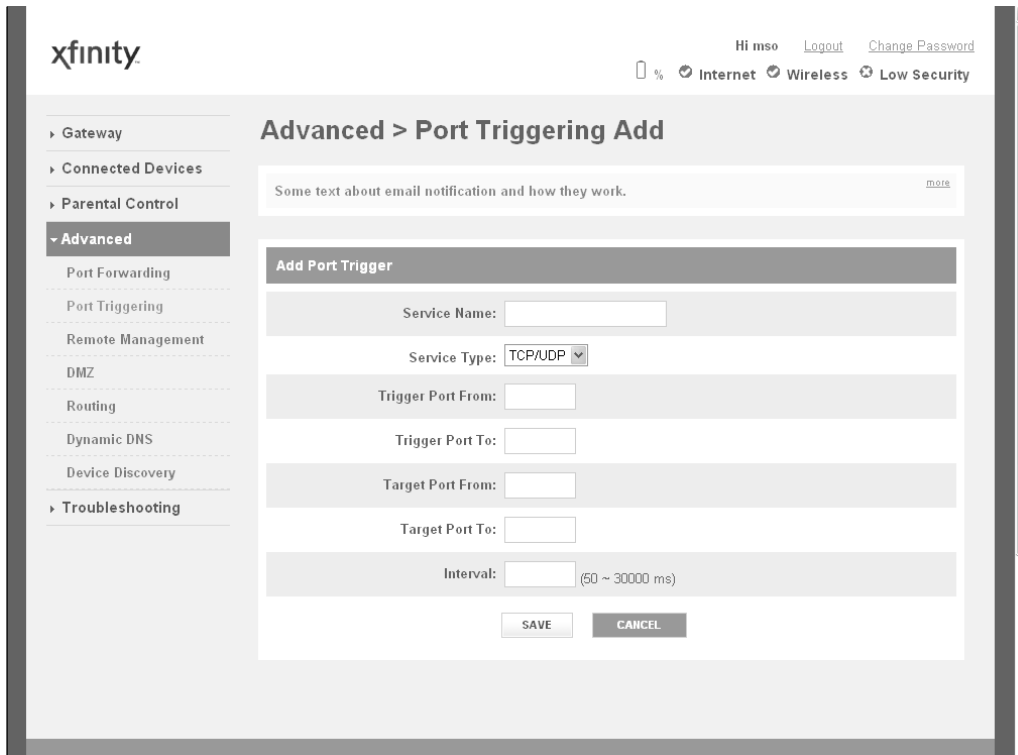 xfinity.
Hi mso Logout Change Password
% Internet Wireless Low Security
Gateway
Connected Devices
Parental Control
Advanced
Port Forwarding
Port Triggering
Remote Management
DMZ
Routing
Dynamic DNS
Device Discovery
Troubleshooting
Advanced > Port Triggering Add
Some text about email notification and how they work. more
Add Port Trigger
Service Name:
Service Type: TCP/UDP
Trigger Port From:
Trigger Port To:
Target Port From:
Target Port To:
Interval: (50 ~ 30000 ms)
SAVE CANCEL